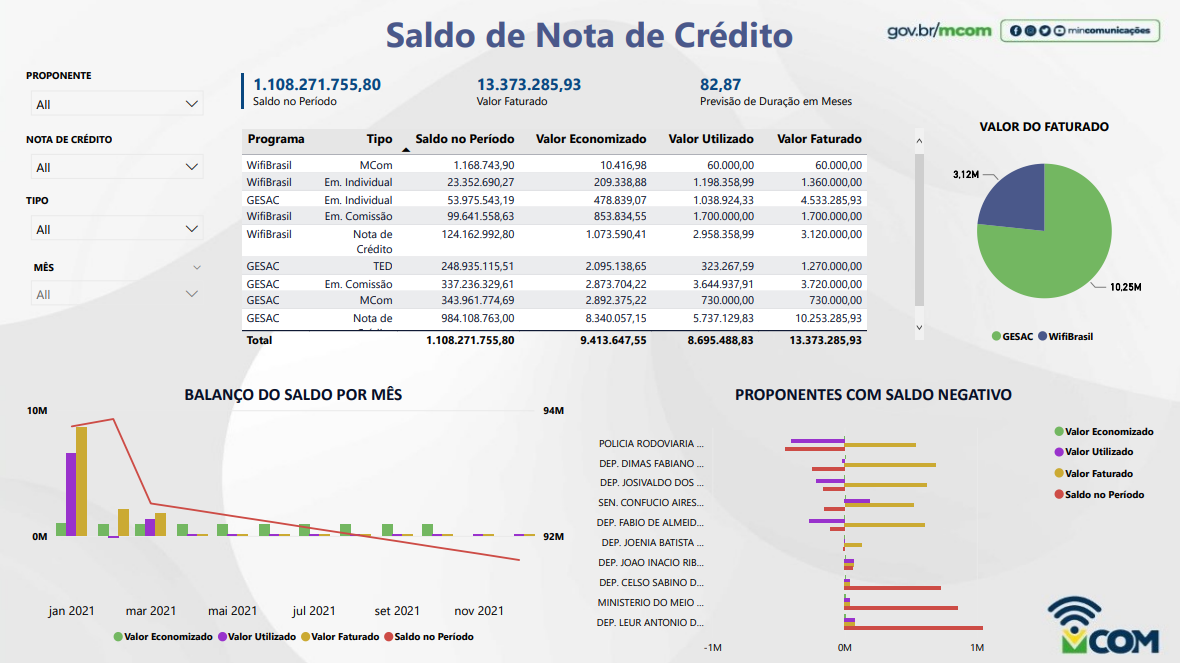 Saldo de Nota de Crédito
gov.br/mcom
mincomunicações
PROPONENTE
All
NOTA DE CRÉDITO
All
TIPO
All
MÊS
All
1.108.271.755,80
Saldo no Período
13.373.285,93
Valor Faturado
82,87
Previsão de Duração em Meses
Programa Tipo Saldo no Período Valor Economizado Valor Utilizado Valor Faturado
WifiBrasil MCom 1.168.743,90 10.416,98 60.000,00 60.000,00
WifiBrasil Em. Individual 23.352.690,27 209.338,88 1.198.358,99 1.360.000,00
GESAC Em. Individual 53.975.543,19 478.839,07 1.038.924,33 4.533.285,93
WifiBrasil Em. Comissão 99.641.558,63 853.834,55 1.700.000,00 1.700.000,00
WifiBrasil Nota de 124.162.992,80 1.073.590,41 2.958.358,99 3.120.000,00
Crédito
GESAC TED 248.935.115,51 2.095.138,65 323.267,59 1.270.000,00
GESAC Em. Comissão 337.236.329,61 2.873.704,22 3.644.937,91 3.720.000,00
GESAC MCom 343.961.774,69 2.892.375,22 730.000,00 730.000,00
GESAC Nota de 984.108.763,00 8.340.057,15 5.737.129,83 10.253.285,93
Total 1.108.271.755,80 9.413.647,55 8.695.488,83 13.373.285,93
VALOR DO FATURADO
3,12M
10,25M
GESAC WifiBrasil
BALANÇO DO SALDO POR MÊS
10M
94M
0M
92M
jan 2021 mar 2021 mai 2021 jul 2021 set 2021 nov 2021
Valor Economizado Valor Utilizado Valor Faturado Saldo no Período
PROPONENTES COM SALDO NEGATIVO
POLICIA RODOVIARIA ...
DEP. DIMAS FABIANO ...
DEP. JOSIVALDO DOS ...
SEN. CONFUCIO AIRES...
DEP. FABIO DE ALMEID...
DEP. JOENIA BATISTA ...
DEP. JOAO INACIO RIB...
DEP. CELSO SABINO D...
MINISTERIO DO MEIO ...
DEP. LEUR ANTONIO D...
-1M 0M 1M
Valor Economizado
Valor Utilizado
Valor Faturado
Saldo no Período
MCOM